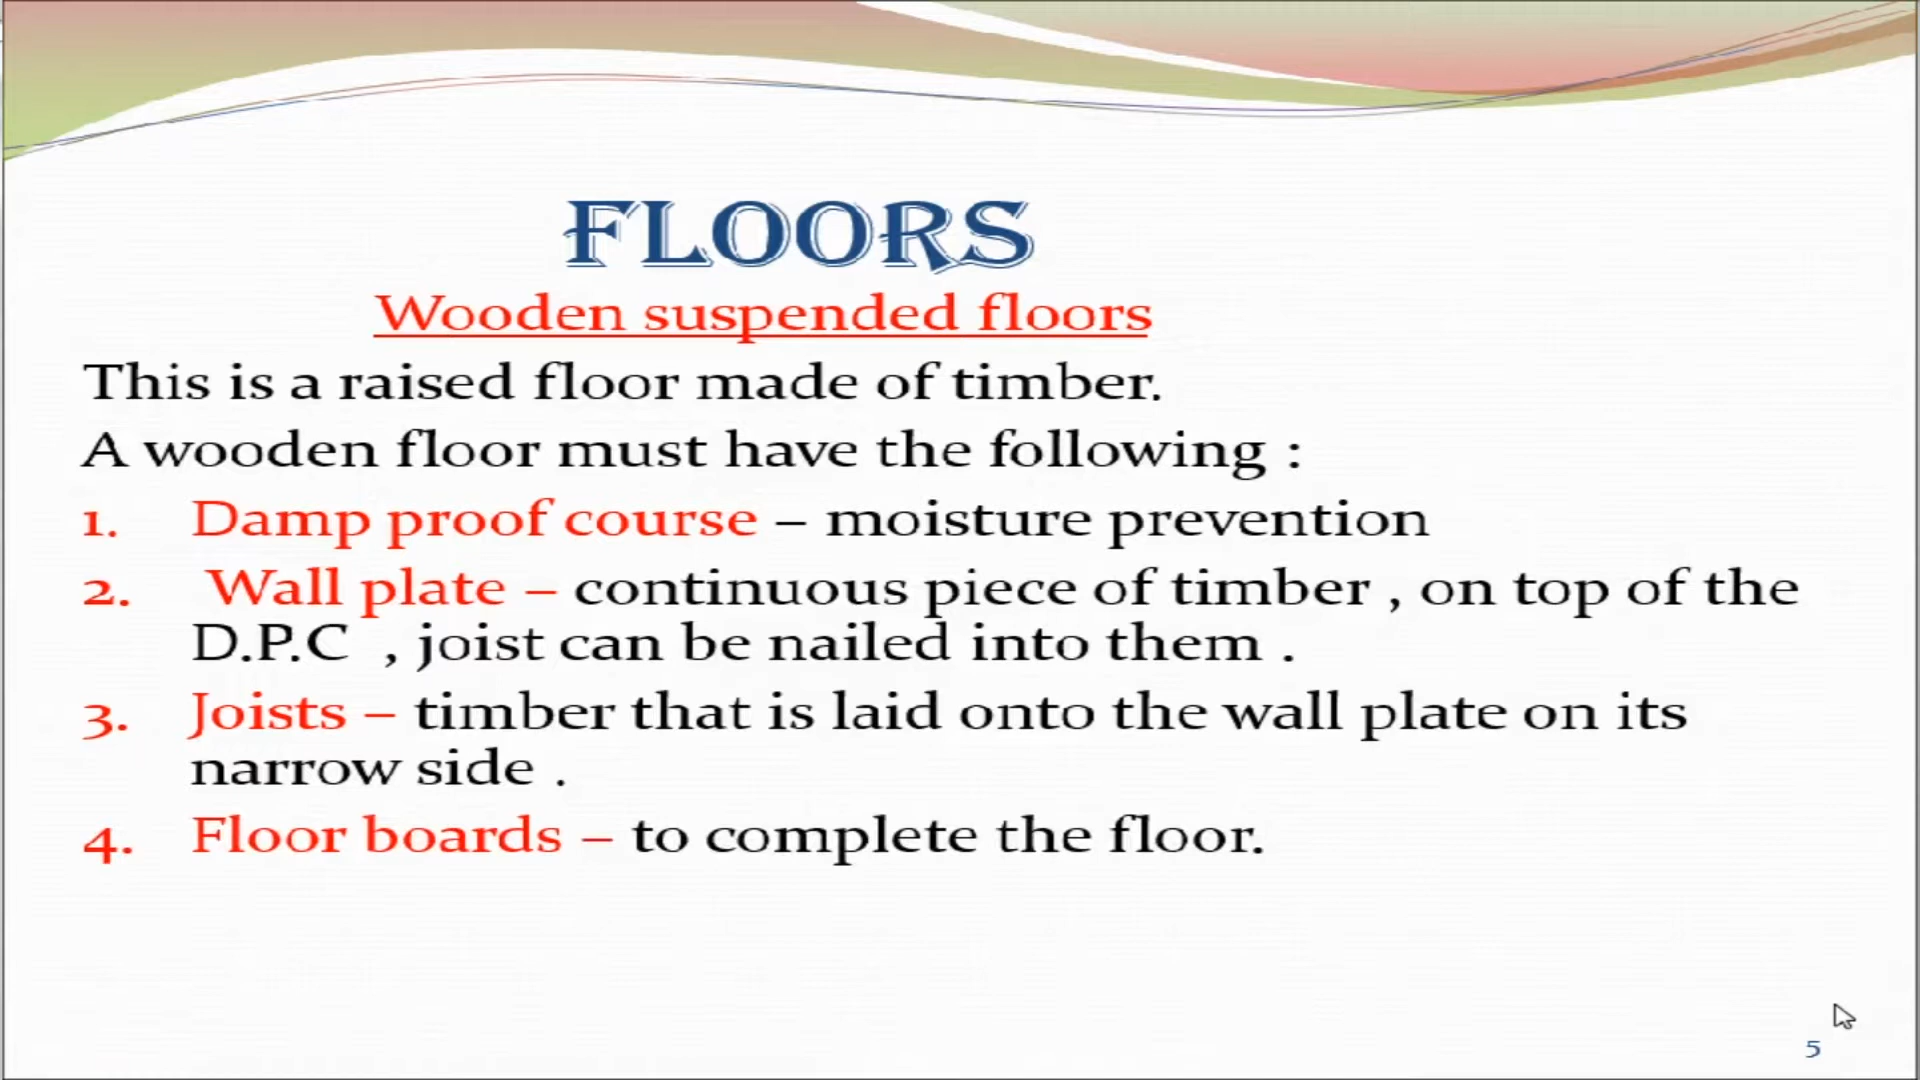 FLOORS
Wooden suspended floors
This is a raised floor made of timber.
A wooden floor must have the following :
1. Damp proof course – moisture prevention
2. Wall plate – continuous piece of timber , on top of the
D.P.C , joist can be nailed into them .
3. Joists – timber that is laid onto the wall plate on its
narrow side .
4. Floor boards – to complete the floor.
5